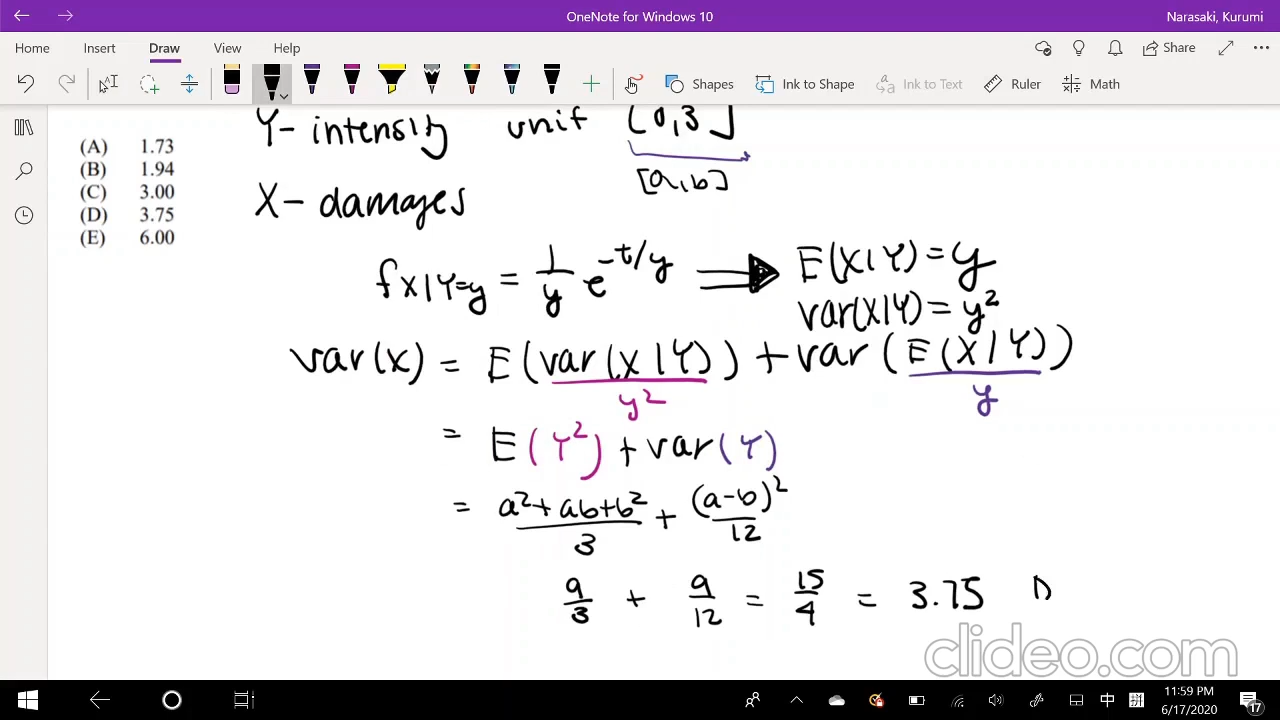 OneNote for Windows 10
Narasaki, Kurumi
Home Insert Draw View Help
Share
Shapes Ink to Shape Ink to Text Ruler Math
(A) 1.73
(B) 1.94
(C) 3.00
(D) 3.75
(E) 6.00
Y- intensity unif [0,3]
[a,b]
X- damages
fX|Y=y = 1/y e^-t/y ⟹ E(X|Y)=y
var(X|Y)= y²
var(x) = E(var(X|Y)) + var(E(X|Y))
y² y
= E(Y²) + var(Y)
= a²+ab+b²/3 + (a-b)²/12
9/3 + 9/12 = 15/4 = 3.75 D
clideo.com
中 拼
11:59 PM
6/17/2020
17